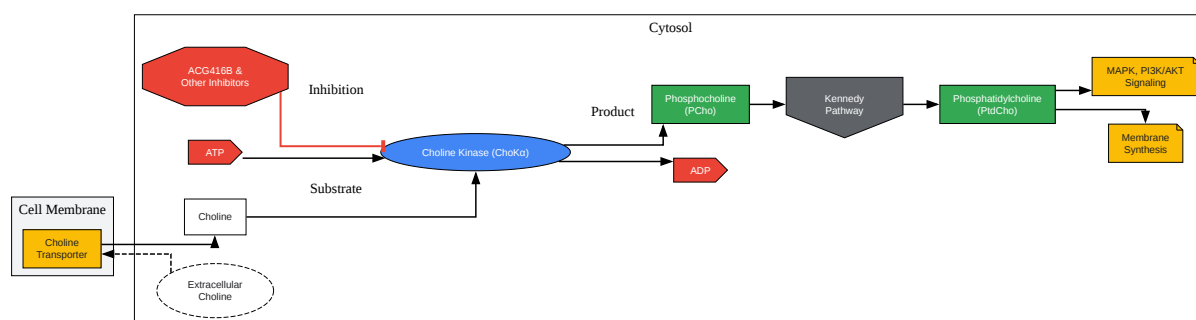 Cytosol
ACG416B &
Other Inhibitors
Inhibition
MAPK, PI3K/AKT
Signaling
Product
Phosphocholine
(PCho)
Kennedy
Pathway
Phosphatidylcholine
(PtdCho)
Membrane
Synthesis
ATP
Choline Kinase (ChoKα)
ADP
Substrate
Cell Membrane
Choline
Choline
Transporter
Extracellular
Choline